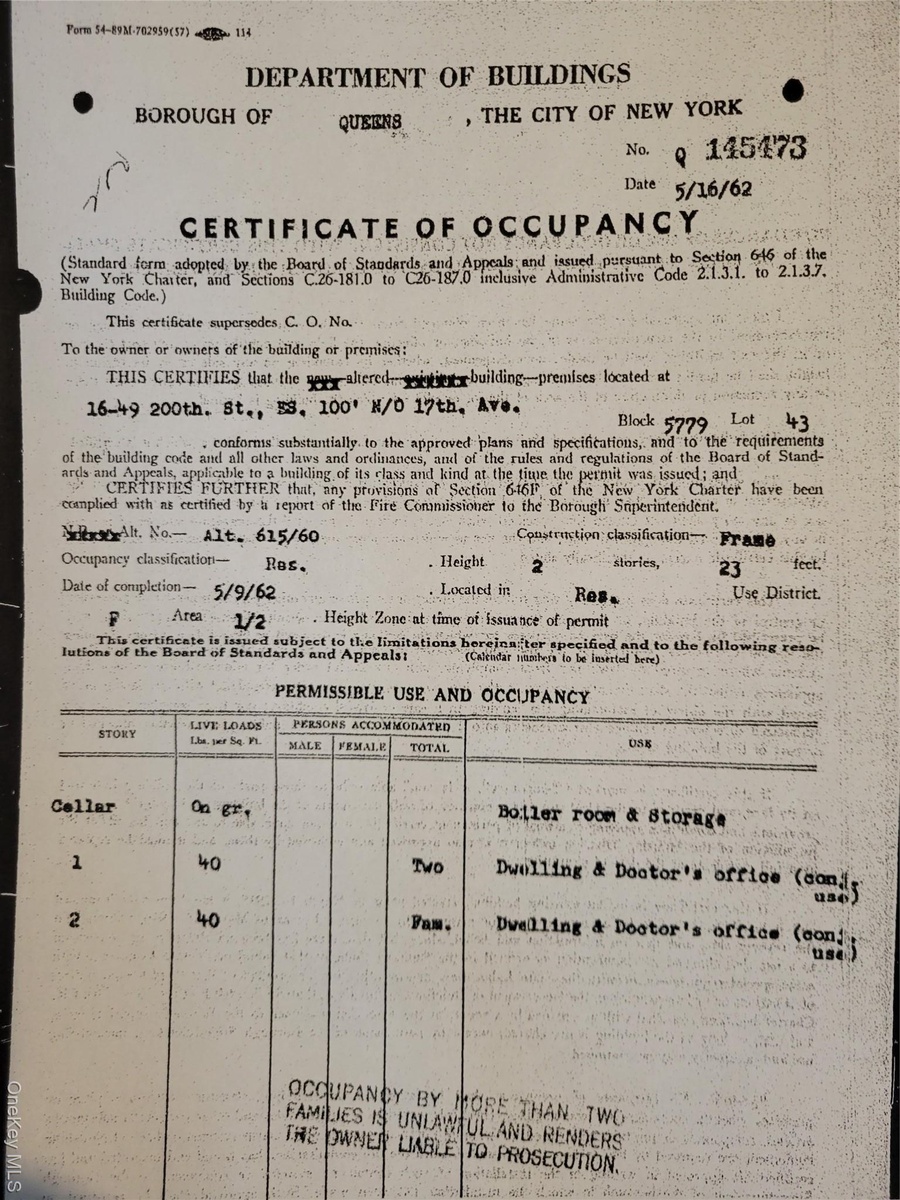 Form 54-89M-702959(57) 114
DEPARTMENT OF BUILDINGS
BOROUGH OF QUEENS , THE CITY OF NEW YORK
No. Q 145473
Date 5/16/62
CERTIFICATE OF OCCUPANCY
(Standard form adopted by the Board of Standards and Appeals and issued pursuant to Section 646 of the
New York Charter, and Sections C.26-181.0 to C26-187.0 inclusive Administrative Code 2.1.3.1. to 2.1.3.7.
Building Code.)
This certificate supersedes C. O. No.
To the owner or owners of the building or premises:
THIS CERTIFIES that the altered building—premises located at
16-49 200th. St., ES, 100' N/O 17th. Ave.
Block 5779 Lot 43
, conforms substantially to the approved plans and specifications, and to the requirements
of the building code and all other laws and ordinances, and of the rules and regulations of the Board of Stand-
ards and Appeals, applicable to a building of its class and kind at the time the permit was issued; and
CERTIFIES FURTHER that, any provisions of Section 646F of the New York Charter have been
complied with as certified by a report of the Fire Commissioner to the Borough Superintendent.
Alt. No.— Alt. 615/60 Construction classification— Frame
Occupancy classification— Res. . Height 2 stories, 23 feet.
Date of completion— 5/9/62 . Located in Res. Use District.
F Area 1/2 . Height Zone at time of issuance of permit
This certificate is issued subject to the limitations hereinafter specified and to the following reso-
lutions of the Board of Standards and Appeals: (Calendar numbers to be inserted here)
PERMISSIBLE USE AND OCCUPANCY
STORY LIVE LOADS Lbs. per Sq. Ft. PERSONS ACCOMMODATED MALE FEMALE TOTAL USE
Cellar On gr. Boiler room & Storage
1 40 Two Dwelling & Doctor's office (conj.
use)
2 40 Fam. Dwelling & Doctor's office (conj.
use)
OCCUPANCY BY MORE THAN TWO
FAMILIES IS UNLAWFUL AND RENDERS
THE OWNER LIABLE TO PROSECUTION.
OneKey MLS